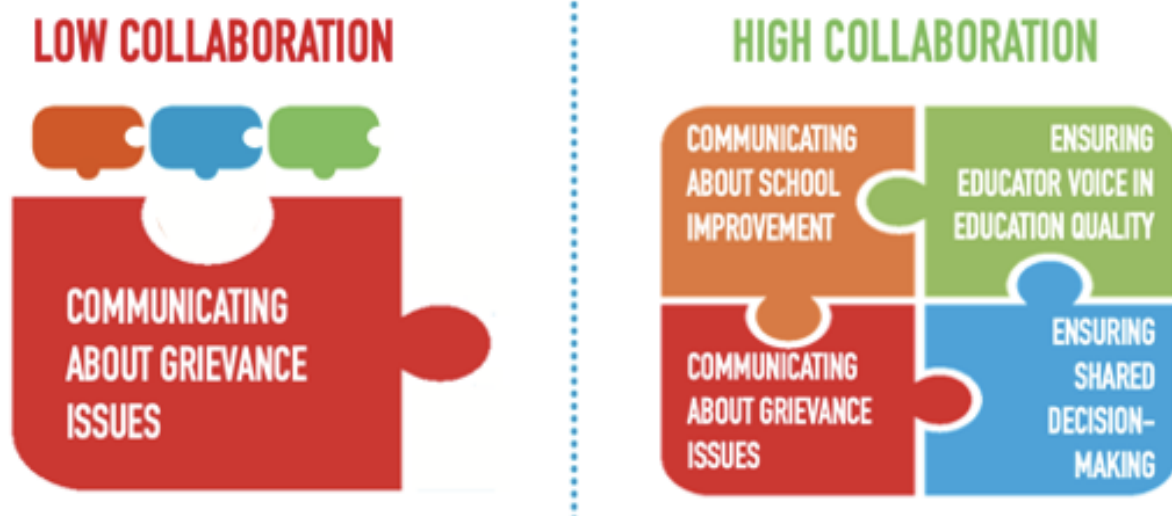 LOW COLLABORATION
COMMUNICATING
ABOUT GRIEVANCE
ISSUES
HIGH COLLABORATION
COMMUNICATING
ABOUT SCHOOL
IMPROVEMENT
ENSURING
EDUCATOR VOICE IN
EDUCATION QUALITY
COMMUNICATING
ABOUT GRIEVANCE
ISSUES
ENSURING
SHARED
DECISION-
MAKING